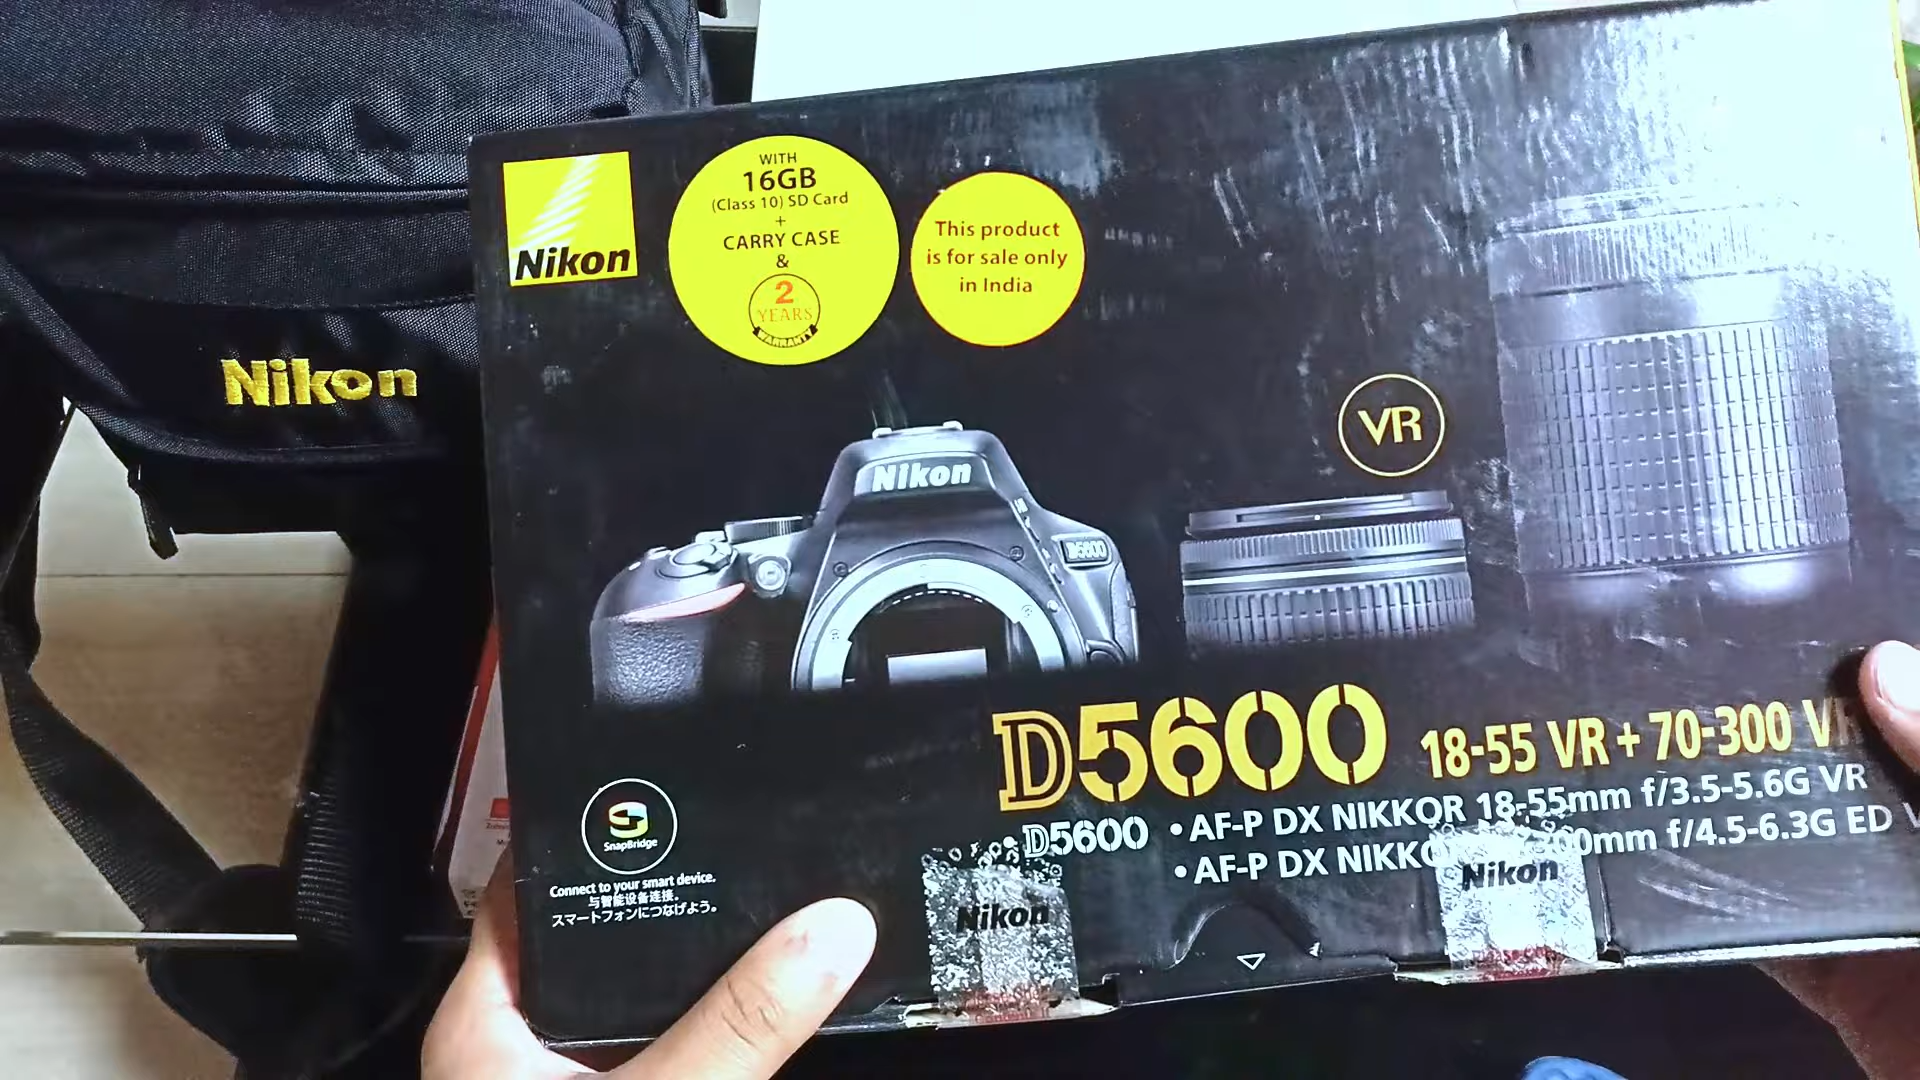 Nikon
WITH
16GB
(Class 10) SD Card
+
CARRY CASE
&
2
YEARS
WARRANTY
This product
is for sale only
in India
Nikon
VR
Nikon
D5600
D5600 18-55 VR + 70-300 VR
D5600 • AF-P DX NIKKOR 18-55mm f/3.5-5.6G VR
• AF-P DX 00mm f/4.5-6.3G ED V
SnapBridge
Connect to your smart device.
与智能设备连接。
スマートフォンにつなげよう。
Nikon
Nikon